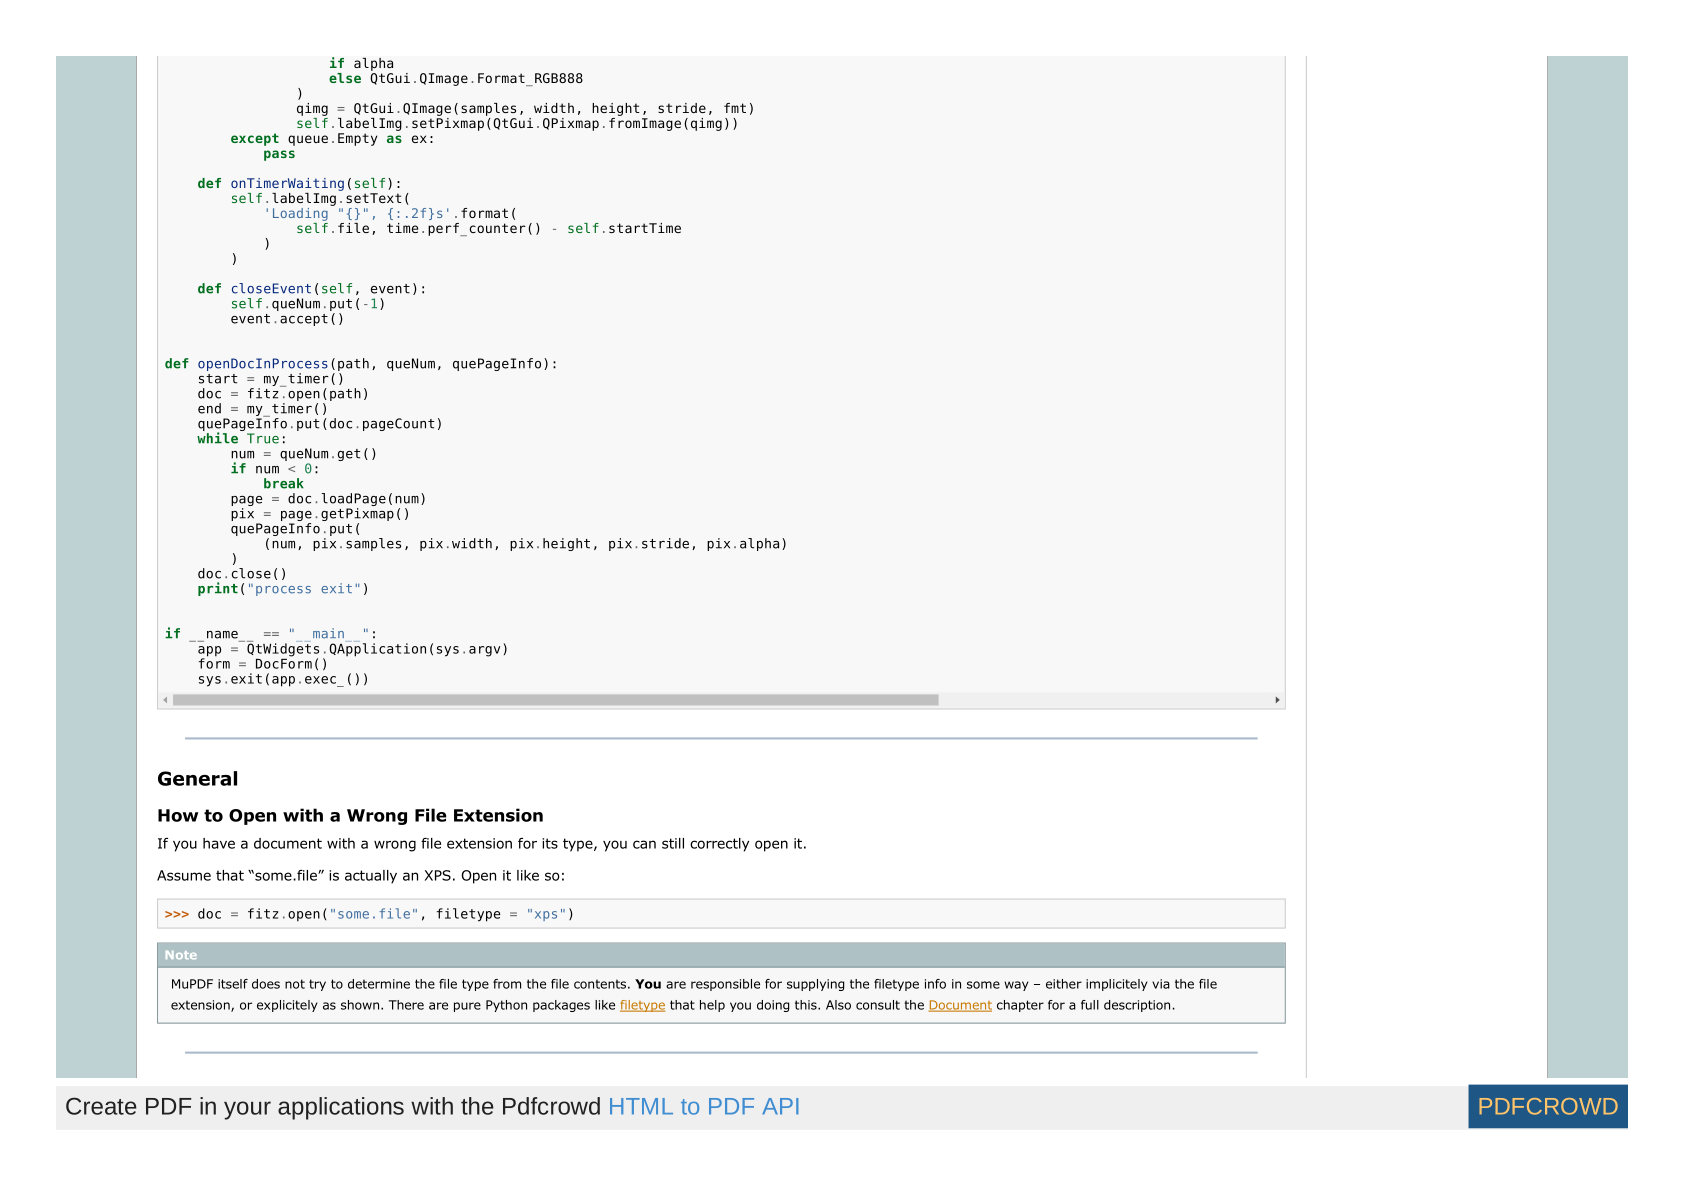 if alpha
                    else QtGui.QImage.Format_RGB888
                )
                qimg = QtGui.QImage(samples, width, height, stride, fmt)
                self.labelImg.setPixmap(QtGui.QPixmap.fromImage(qimg))
        except queue.Empty as ex:
            pass

    def onTimerWaiting(self):
        self.labelImg.setText(
            'Loading "{}", {:.2f}s'.format(
                self.file, time.perf_counter() - self.startTime
            )
        )

    def closeEvent(self, event):
        self.queNum.put(-1)
        event.accept()


def openDocInProcess(path, queNum, quePageInfo):
    start = my_timer()
    doc = fitz.open(path)
    end = my_timer()
    quePageInfo.put(doc.pageCount)
    while True:
        num = queNum.get()
        if num < 0:
            break
        page = doc.loadPage(num)
        pix = page.getPixmap()
        quePageInfo.put(
            (num, pix.samples, pix.width, pix.height, pix.stride, pix.alpha)
        )
    doc.close()
    print("process exit")


if __name__ == "__main__":
    app = QtWidgets.QApplication(sys.argv)
    form = DocForm()
    sys.exit(app.exec_())

General
How to Open with a Wrong File Extension
If you have a document with a wrong file extension for its type, you can still correctly open it.
Assume that “some.file” is actually an XPS. Open it like so:
>>> doc = fitz.open("some.file", filetype = "xps")
Note
MuPDF itself does not try to determine the file type from the file contents. You are responsible for supplying the filetype info in some way – either implicitely via the file
extension, or explicitely as shown. There are pure Python packages like filetype that help you doing this. Also consult the Document chapter for a full description.
Create PDF in your applications with the Pdfcrowd HTML to PDF API
PDFCROWD